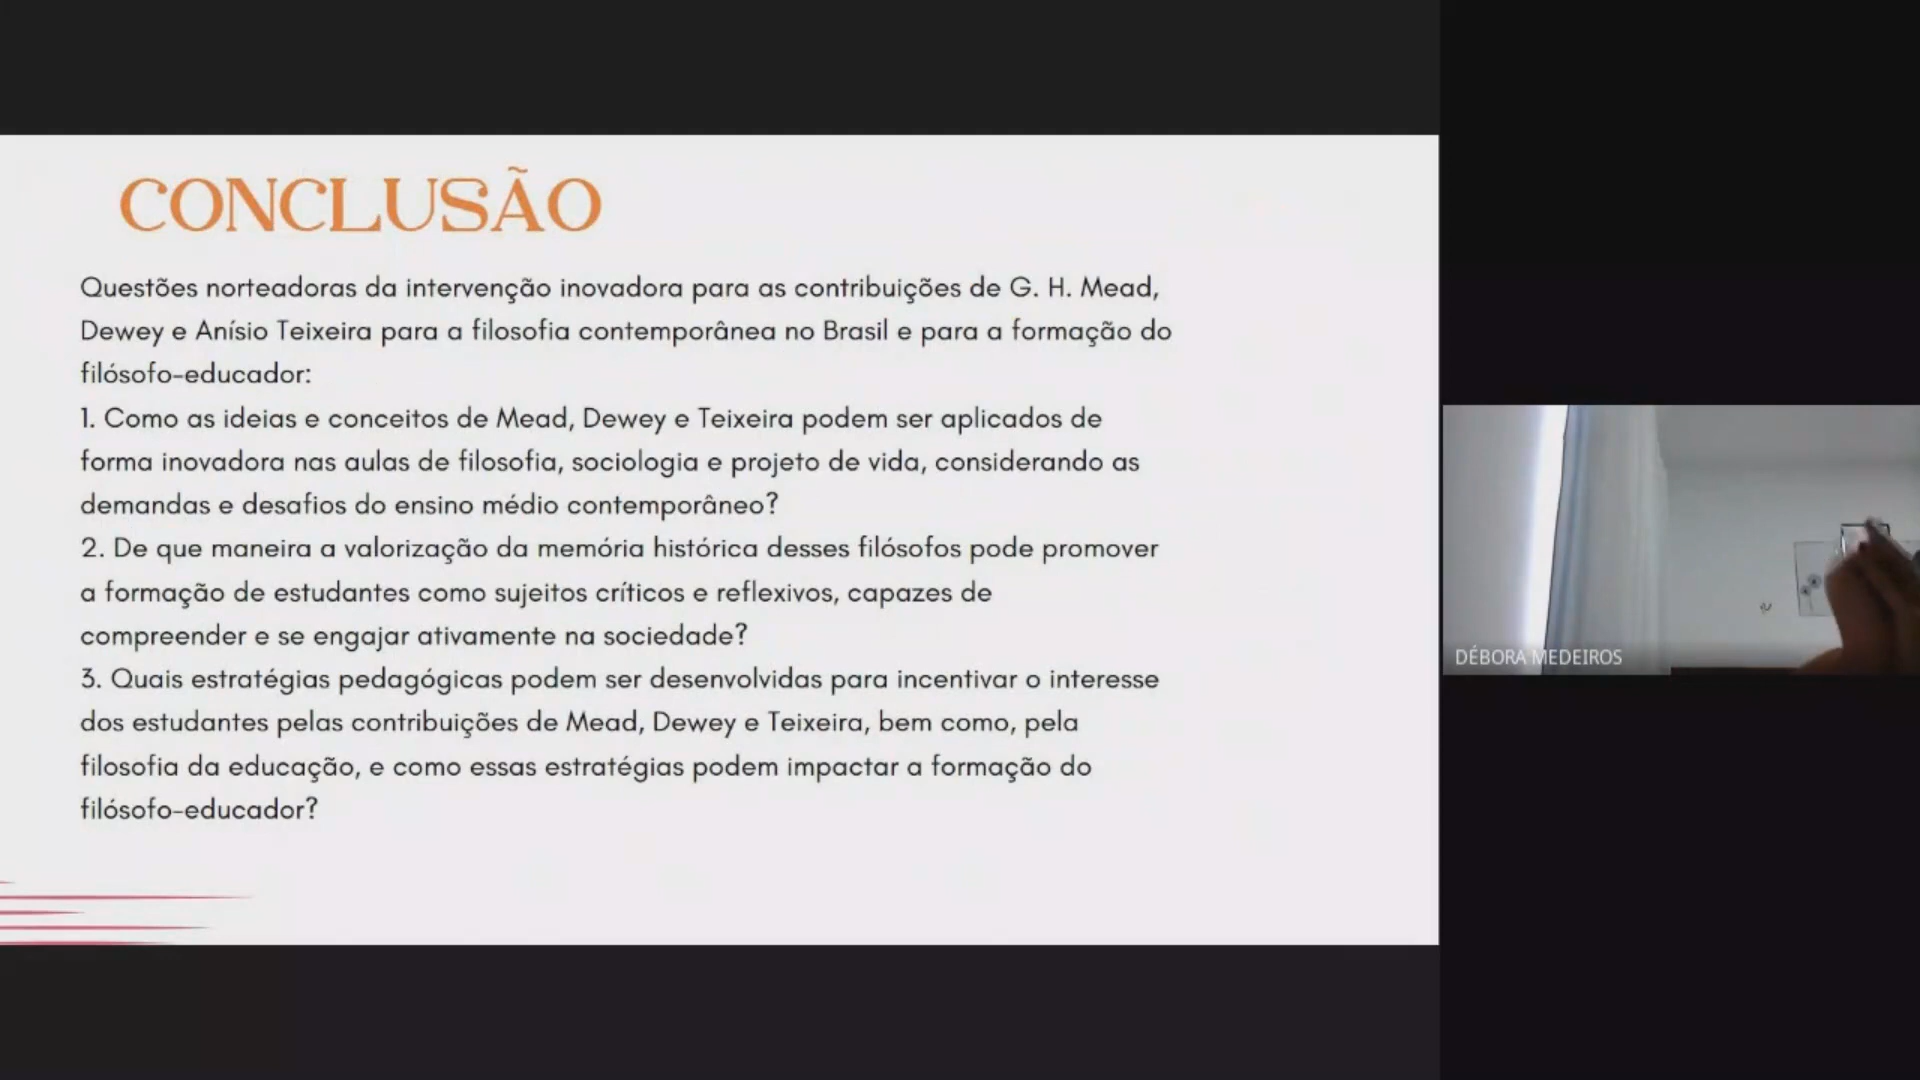 CONCLUSÃO
Questões norteadoras da intervenção inovadora para as contribuições de G. H. Mead,
Dewey e Anísio Teixeira para a filosofia contemporânea no Brasil e para a formação do
filósofo-educador:
1. Como as ideias e conceitos de Mead, Dewey e Teixeira podem ser aplicados de
forma inovadora nas aulas de filosofia, sociologia e projeto de vida, considerando as
demandas e desafios do ensino médio contemporâneo?
2. De que maneira a valorização da memória histórica desses filósofos pode promover
a formação de estudantes como sujeitos críticos e reflexivos, capazes de
compreender e se engajar ativamente na sociedade?
3. Quais estratégias pedagógicas podem ser desenvolvidas para incentivar o interesse
dos estudantes pelas contribuições de Mead, Dewey e Teixeira, bem como, pela
filosofia da educação, e como essas estratégias podem impactar a formação do
filósofo-educador?
DÉBORA MEDEIROS